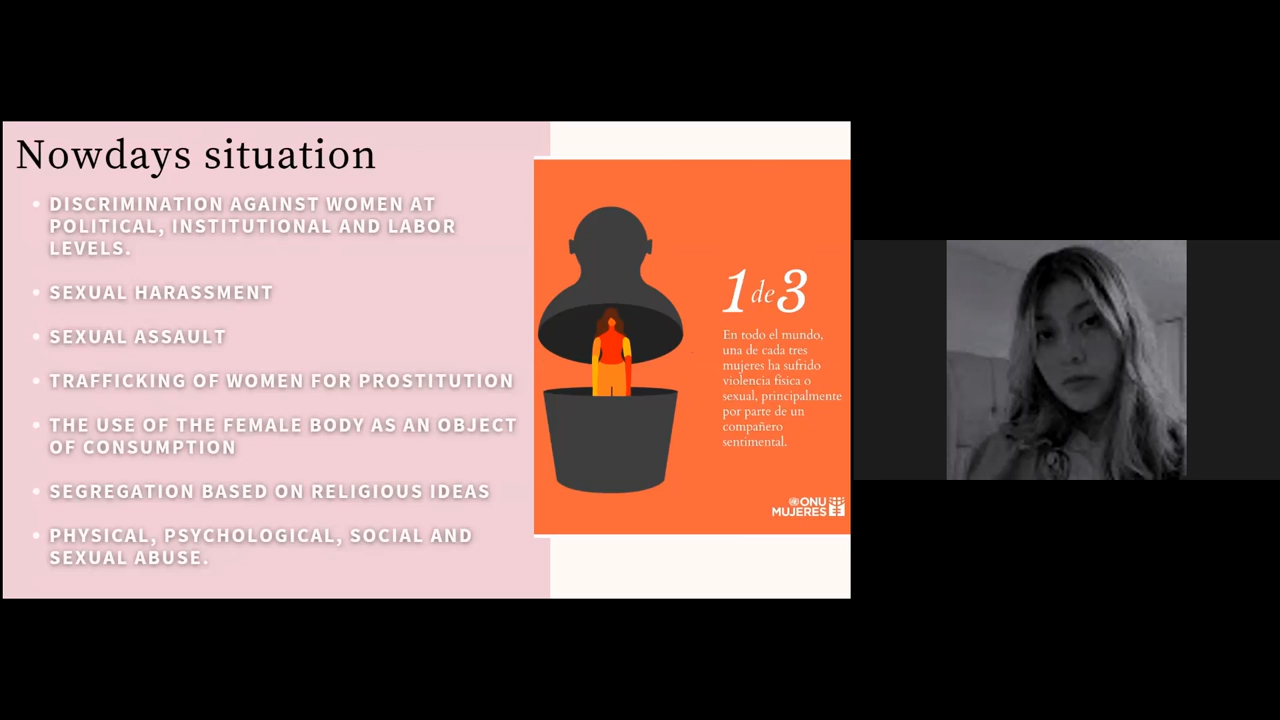 Nowdays situation
DISCRIMINATION AGAINST WOMEN AT
POLITICAL, INSTITUTIONAL AND LABOR
LEVELS.
SEXUAL HARASSMENT
SEXUAL ASSAULT
TRAFFICKING OF WOMEN FOR PROSTITUTION
THE USE OF THE FEMALE BODY AS AN OBJECT
OF CONSUMPTION
SEGREGATION BASED ON RELIGIOUS IDEAS
PHYSICAL, PSYCHOLOGICAL, SOCIAL AND
SEXUAL ABUSE.
1 de 3
En todo el mundo,
una de cada tres
mujeres ha sufrido
violencia física o
sexual, principalmente
por parte de un
compañero
sentimental.
ONU
MUJERES